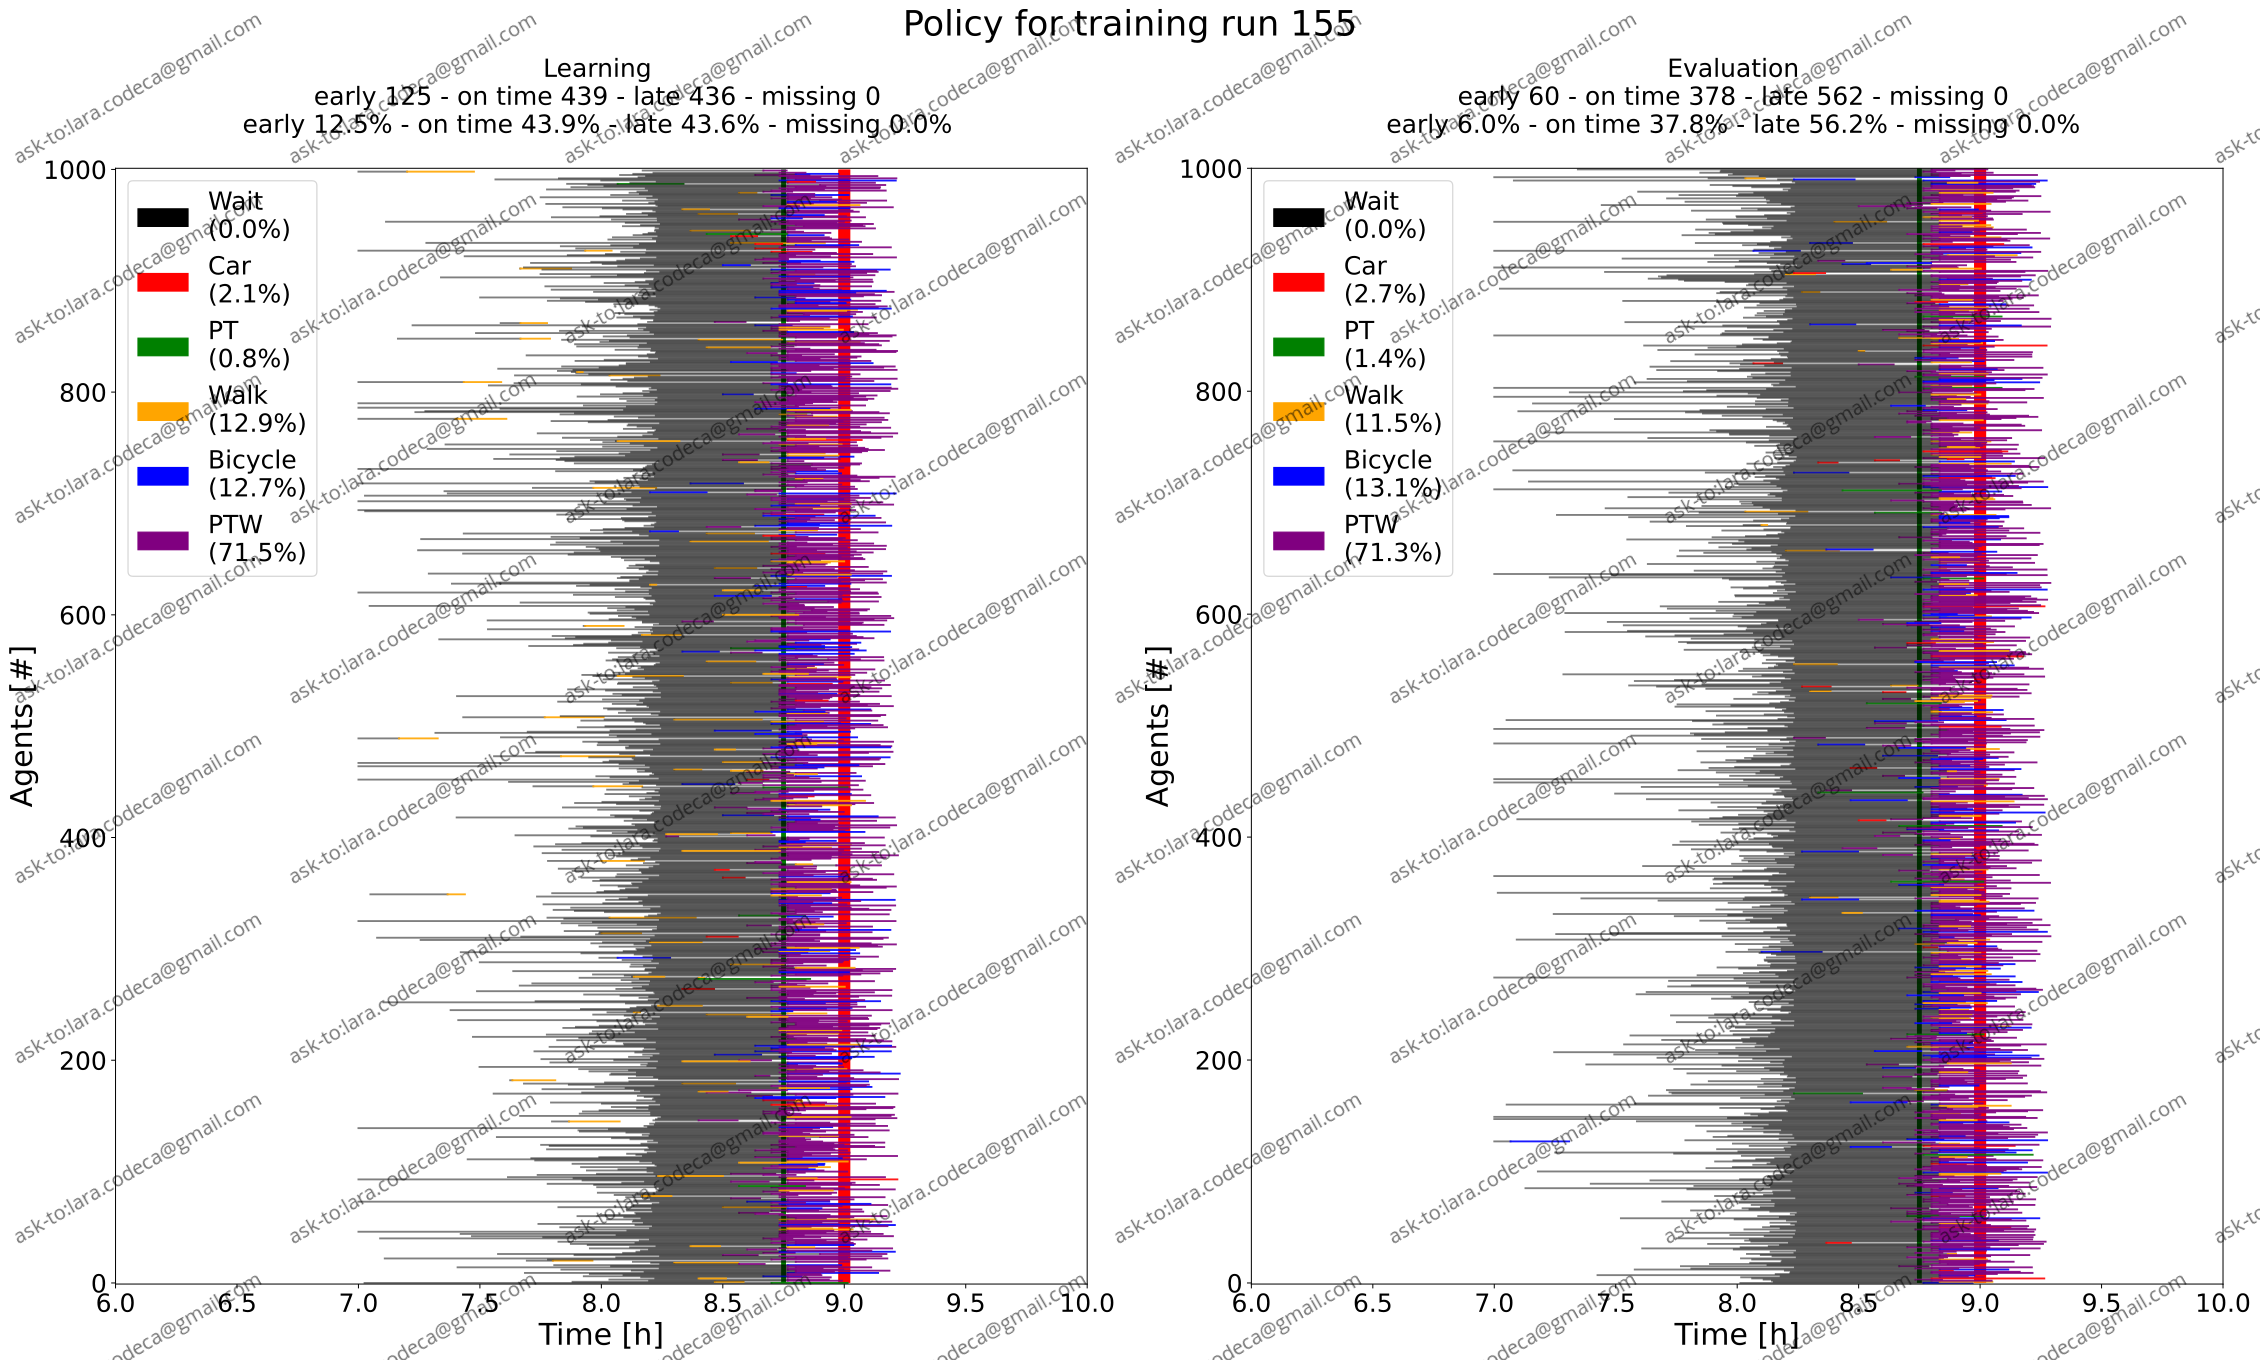 Policy for training run 155
Learning
early 125 - on time 439 - late 436 - missing 0
early 12.5% - on time 43.9% - late 43.6% - missing 0.0%
1000
800
600
400
200
0
Agents [#]
Wait
(0.0%)
Car
(2.1%)
PT
(0.8%)
Walk
(12.9%)
Bicycle
(12.7%)
PTW
(71.5%)
6.0 6.5 7.0 7.5 8.0 8.5 9.0 9.5 10.0
Time [h]
Evaluation
early 60 - on time 378 - late 562 - missing 0
early 6.0% - on time 37.8% - late 56.2% - missing 0.0%
1000
800
600
400
200
0
Agents [#]
Wait
(0.0%)
Car
(2.7%)
PT
(1.4%)
Walk
(11.5%)
Bicycle
(13.1%)
PTW
(71.3%)
6.0 6.5 7.0 7.5 8.0 8.5 9.0 9.5 10.0
Time [h]
ask-to:lara.codeca@gmail.com